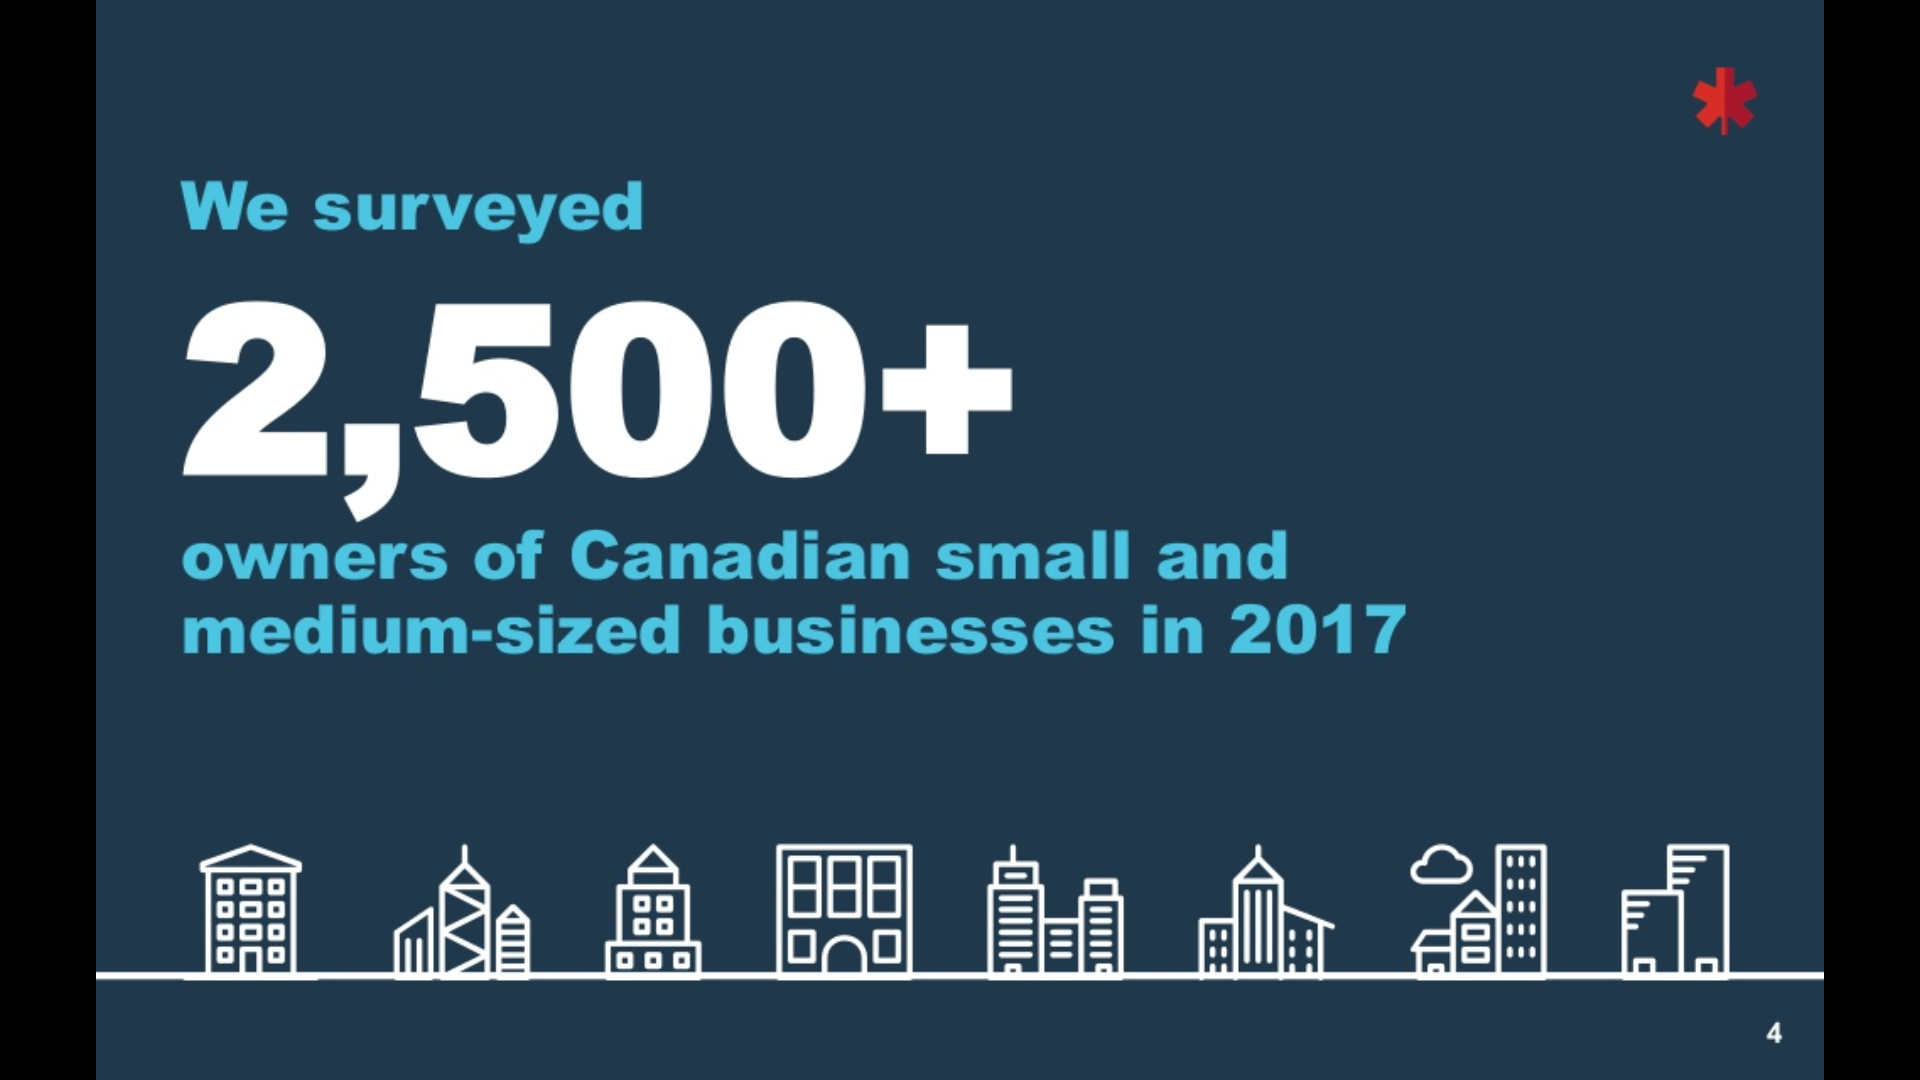 We surveyed
2,500+
owners of Canadian small and
medium-sized businesses in 2017
4